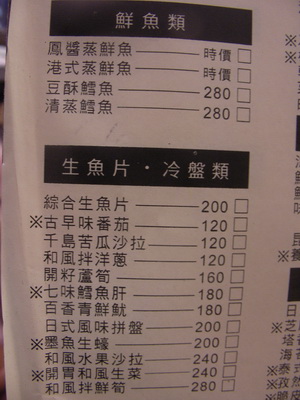 鮮魚類
鳳醬蒸鮮魚 時價 □
港式蒸鮮魚 時價 □
豆酥鱈魚 280 □
清蒸鱈魚 280 □
生魚片·冷盤類
綜合生魚片 200 □
※古早味番茄 120 □
千島苦瓜沙拉 120 □
和風拌洋蔥 120 □
開籽蘆筍 160 □
※七味鱈魚肝 180 □
百香青鮮魷 180 □
日式風味拼盤 200 □
※墨魚生蠔 200 □
和風水果沙拉 240 □
※開胃和風生菜 240 □
和風拌鮮筍 280 □